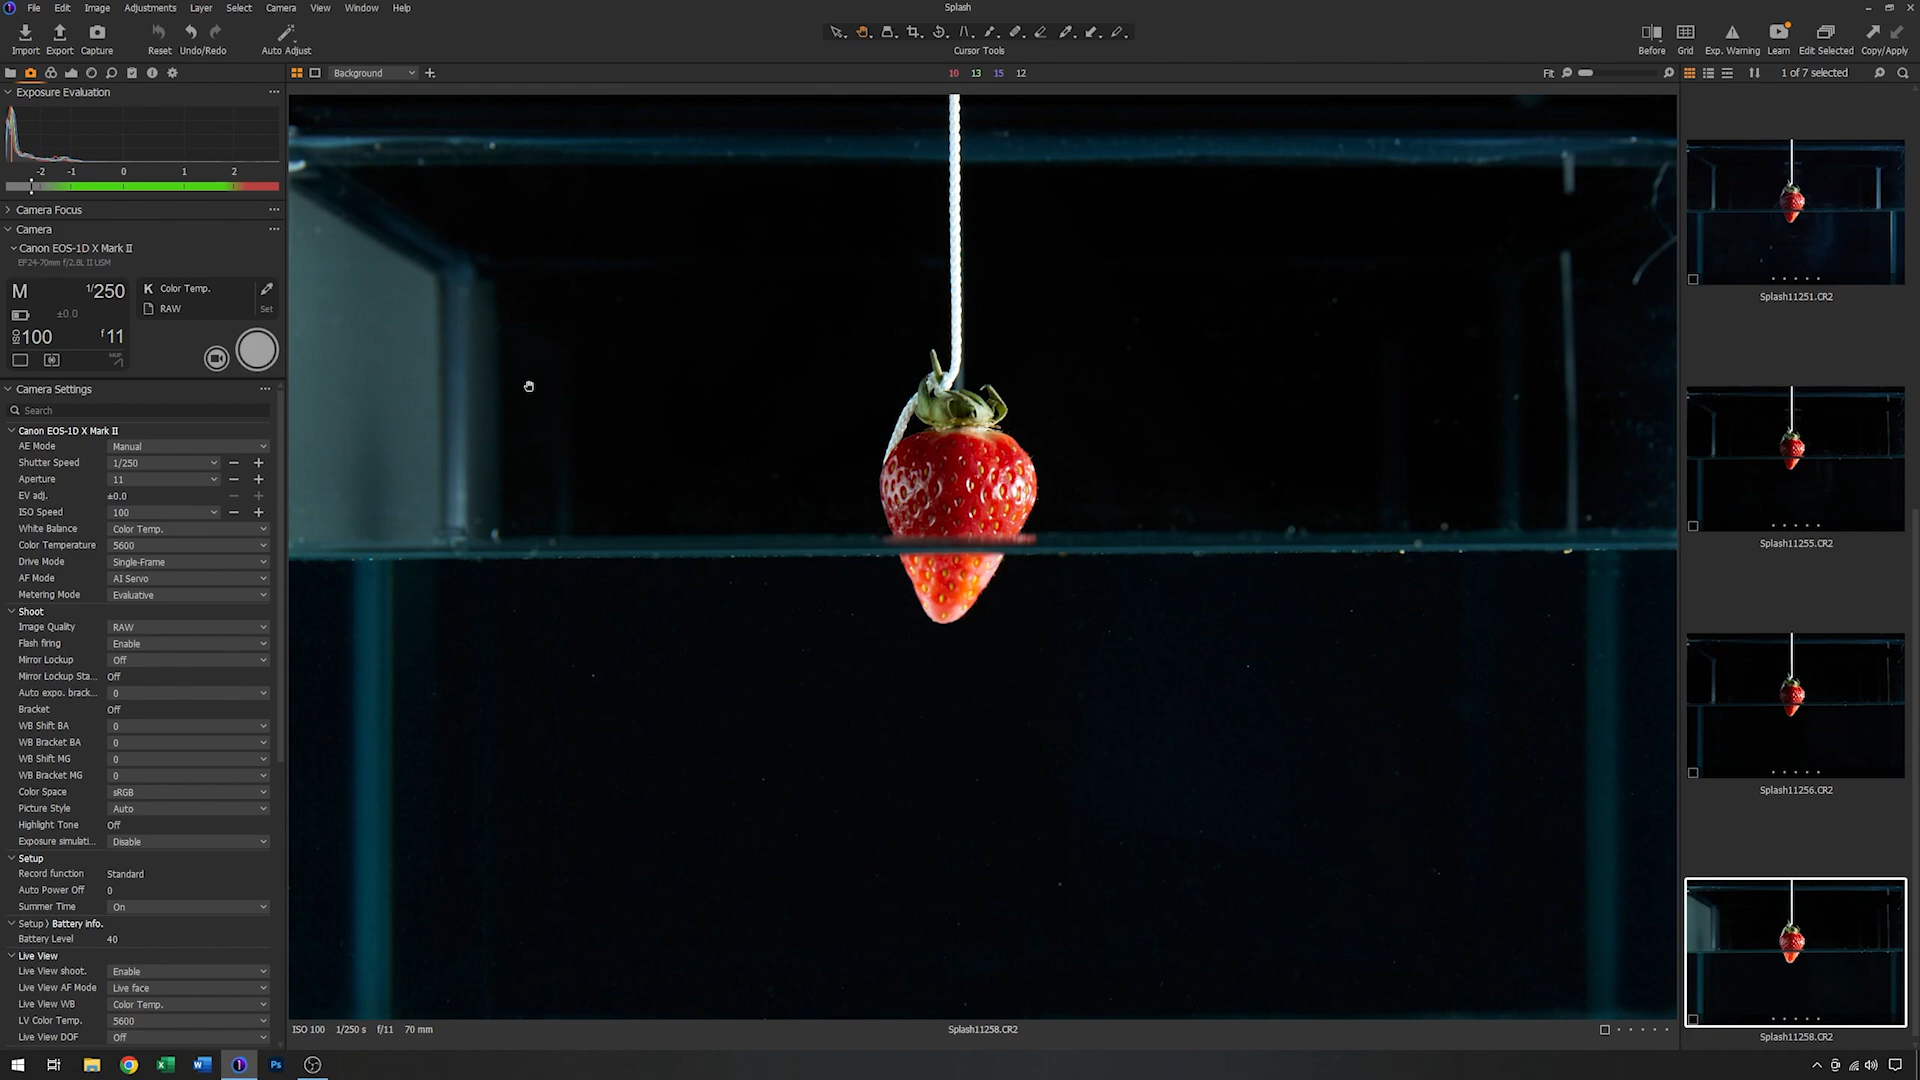 File Edit Image Adjustments Layer Select Camera View Window Help
Splash
Import Export Capture Reset Undo/Redo Auto Adjust
Cursor Tools
Before Grid Exp. Warning Learn Edit Selected Copy/Apply
Background
10 13 15 12
Fit
1 of 7 selected
Exposure Evaluation
-2 -1 0 1 2
Camera Focus
Camera
Canon EOS-1D X Mark II
EF24-70mm f/2.8L II USM
M 1/250
K Color Temp.
±0.0
RAW
Set
ISO 100 f 11
Camera Settings
Search
Canon EOS-1D X Mark II
AE Mode Manual
Shutter Speed 1/250
Aperture 11
EV adj. ±0.0
ISO Speed 100
White Balance Color Temp.
Color Temperature 5600
Drive Mode Single-Frame
AF Mode AI Servo
Metering Mode Evaluative
Shoot
Image Quality RAW
Flash firing Enable
Mirror Lockup Off
Mirror Lockup Sta... Off
Auto expo. brack... 0
Bracket Off
WB Shift BA 0
WB Bracket BA 0
WB Shift MG 0
WB Bracket MG 0
Color Space sRGB
Picture Style Auto
Highlight Tone Off
Exposure simulati... Disable
Setup
Record function Standard
Auto Power Off 0
Summer Time On
Setup > Battery info.
Battery Level 40
Live View
Live View shoot. Enable
Live View AF Mode Live face
Live View WB Color Temp.
LV Color Temp. 5600
Live View DOF Off
ISO 100 1/250 s f/11 70 mm
Splash11258.CR2
Splash11251.CR2
Splash11255.CR2
Splash11256.CR2
Splash11258.CR2
Ps